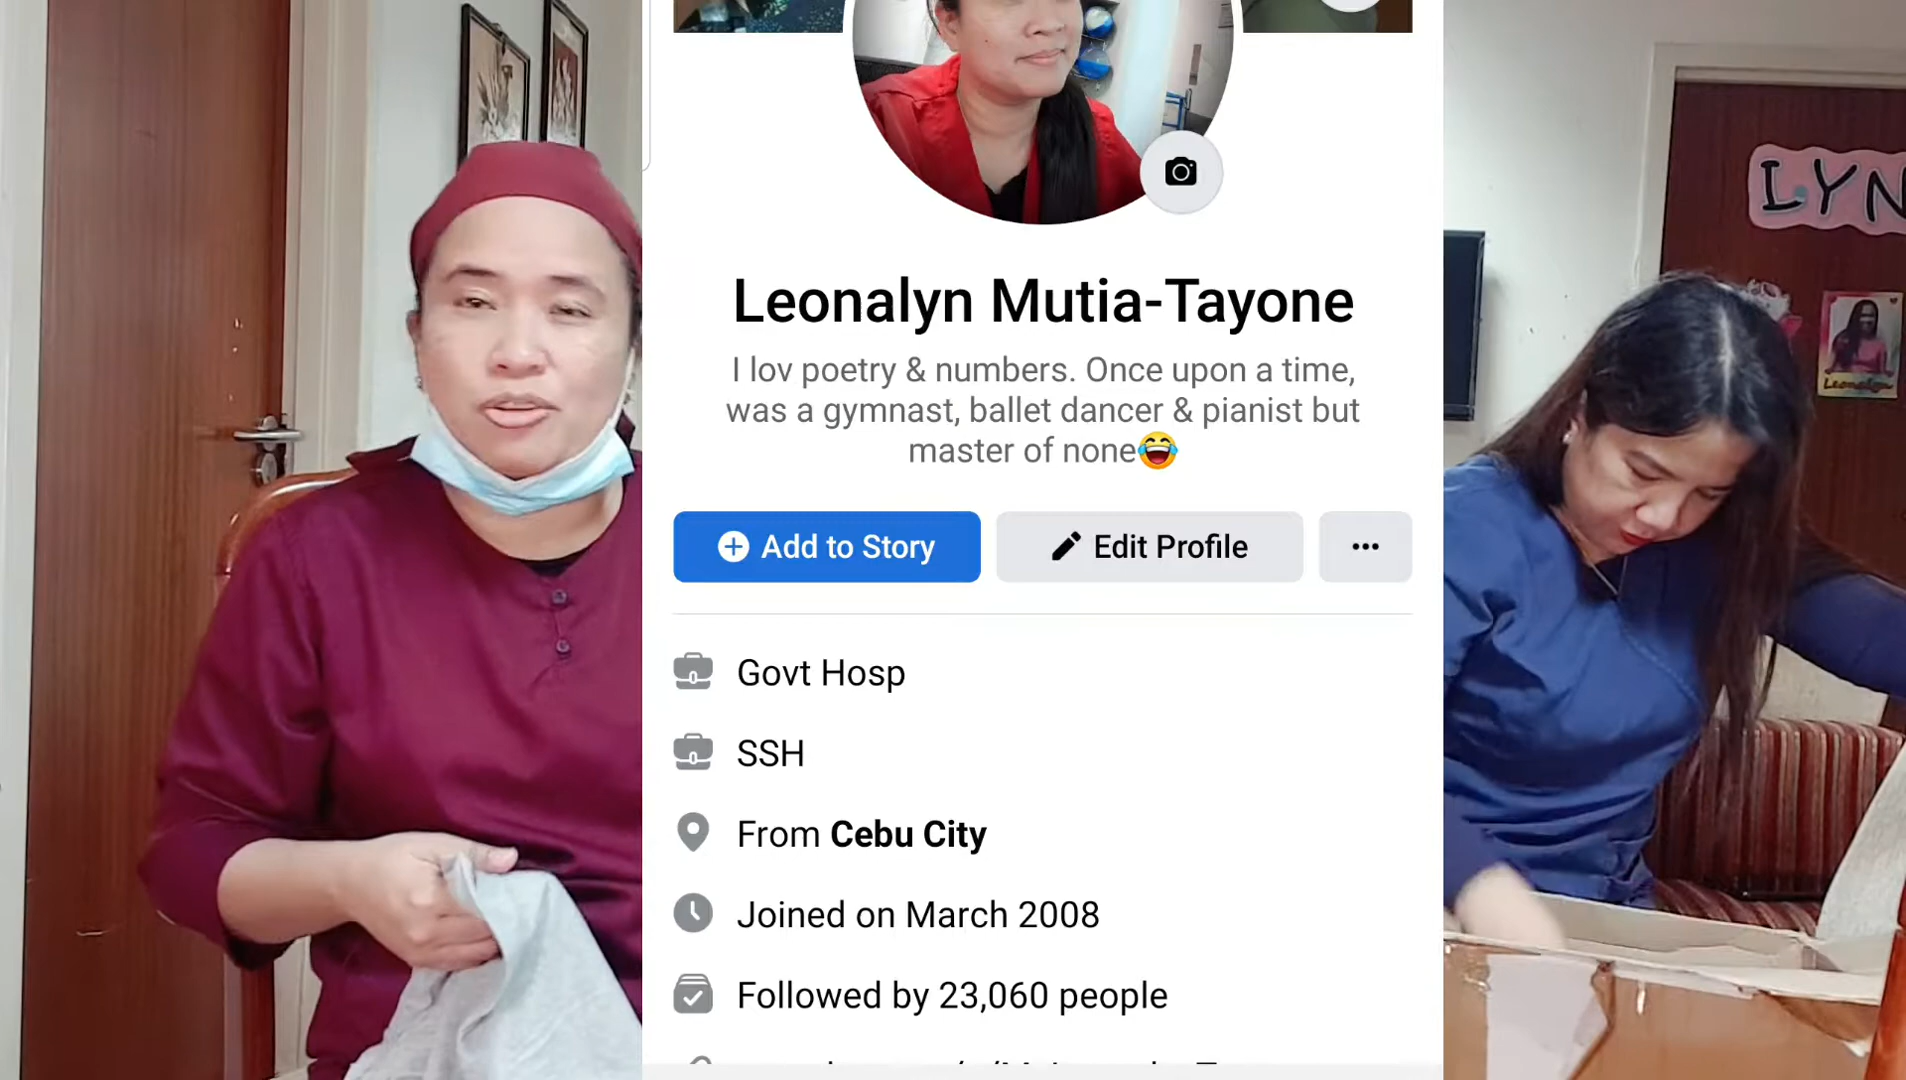 Leonalyn Mutia-Tayone
I lov poetry & numbers. Once upon a time,
was a gymnast, ballet dancer & pianist but
master of none😂
Add to Story
Edit Profile
Govt Hosp
SSH
From Cebu City
Joined on March 2008
Followed by 23,060 people
LYN
Leonalyn